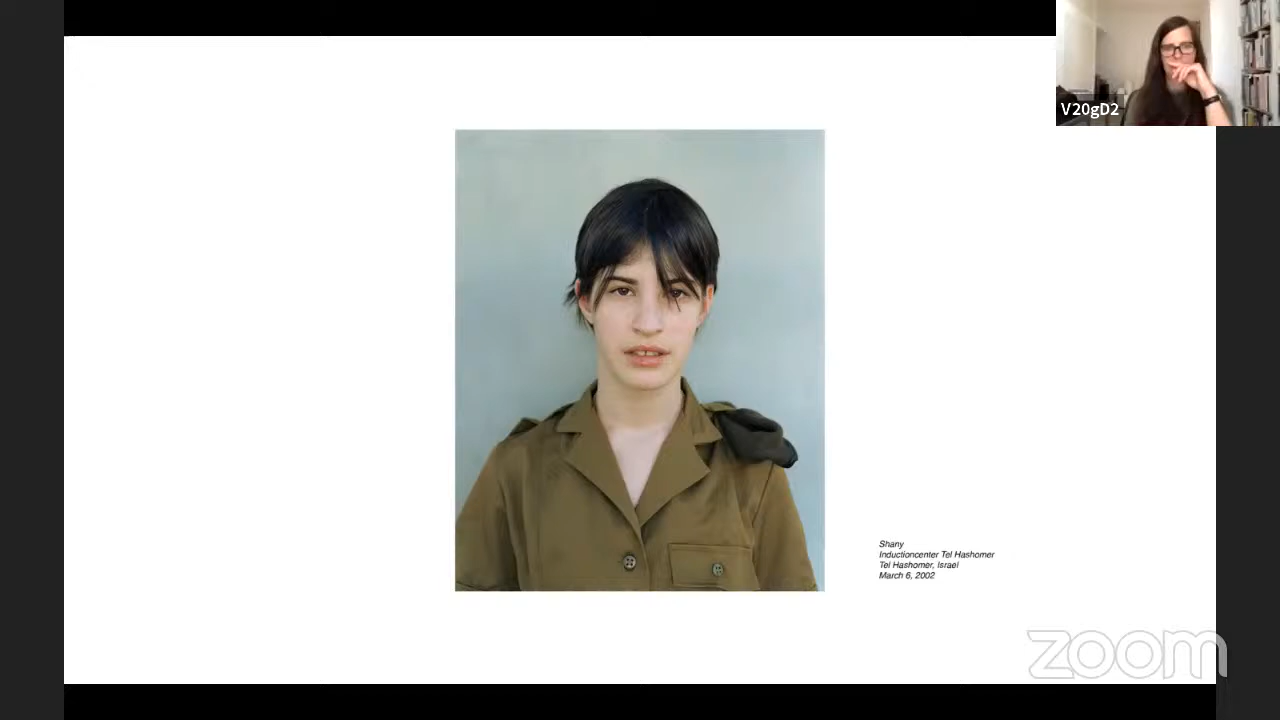 V20gD2
Shany
Inductioncenter Tel Hashomer
Tel Hashomer, Israel
March 6, 2002
zoom